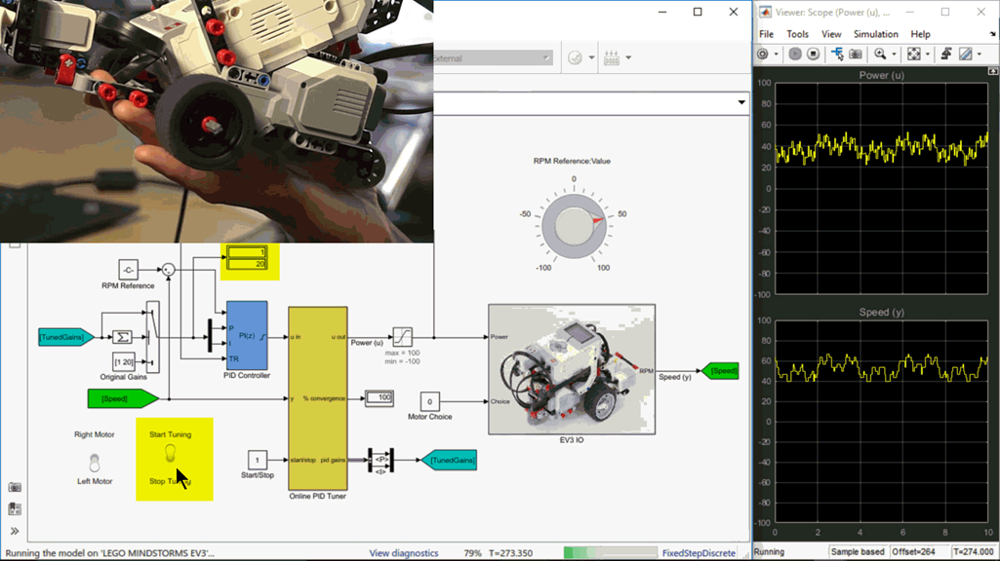 External
RPM Reference:Value
0
-50
50
-100
100
1
20
-C-
RPM Reference
[TunedGains]
Σ
[1 20]
Original Gains
P
I
TR
PI(z)
PID Controller
[Speed]
u in
u out
y
% convergence
start/stop
pid gains
Online PID Tuner
Power (u)
max = 100
min = -100
100
0
Motor Choice
Power
Choice
RPM
EV3 IO
Speed (y)
[Speed]
Right Motor
Left Motor
Start Tuning
1
Start/Stop
<P>
<I>
[TunedGains]
Running the model on 'LEGO MINDSTORMS EV3'...
View diagnostics
79%
T=273.350
FixedStepDiscrete
Viewer: Scope (Power (u), ...
File Tools View Simulation Help
Power (u)
100
80
60
40
20
0
-20
-40
-60
-80
-100
Speed (y)
100
80
60
40
20
0
-20
-40
-60
-80
-100
0 2 4 6 8 10
Running
Sample based
Offset=264
T=274.000